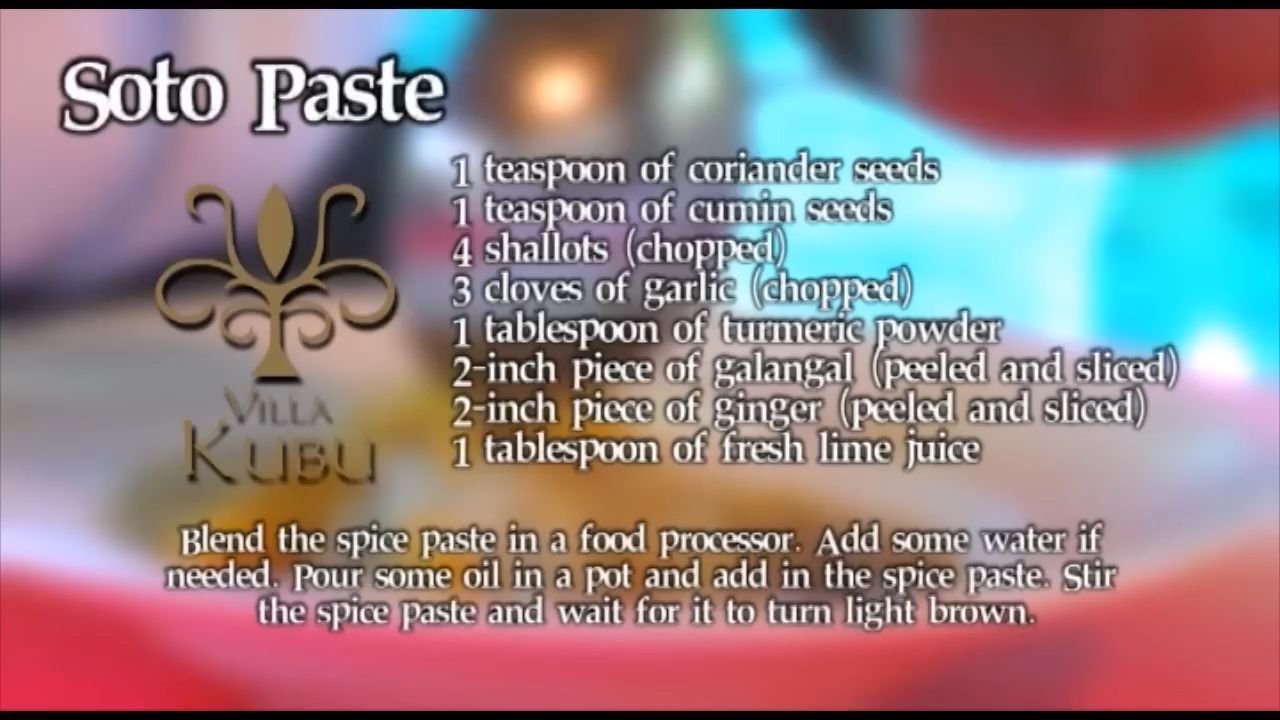 Soto Paste
1 teaspoon of coriander seeds
1 teaspoon of cumin seeds
4 shallots (chopped)
3 cloves of garlic (chopped)
1 tablespoon of turmeric powder
2-inch piece of galangal (peeled and sliced)
2-inch piece of ginger (peeled and sliced)
1 tablespoon of fresh lime juice
VILLA
KUBU
Blend the spice paste in a food processor. Add some water if
needed. Pour some oil in a pot and add in the spice paste. Stir
the spice paste and wait for it to turn light brown.